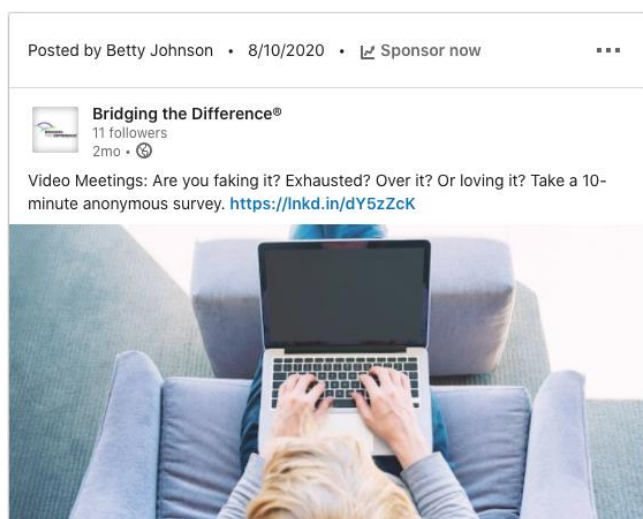 Posted by Betty Johnson • 8/10/2020 • Sponsor now
Bridging the Difference®
11 followers
2mo •
Video Meetings: Are you faking it? Exhausted? Over it? Or loving it? Take a 10-
minute anonymous survey. https://lnkd.in/dY5zZcK